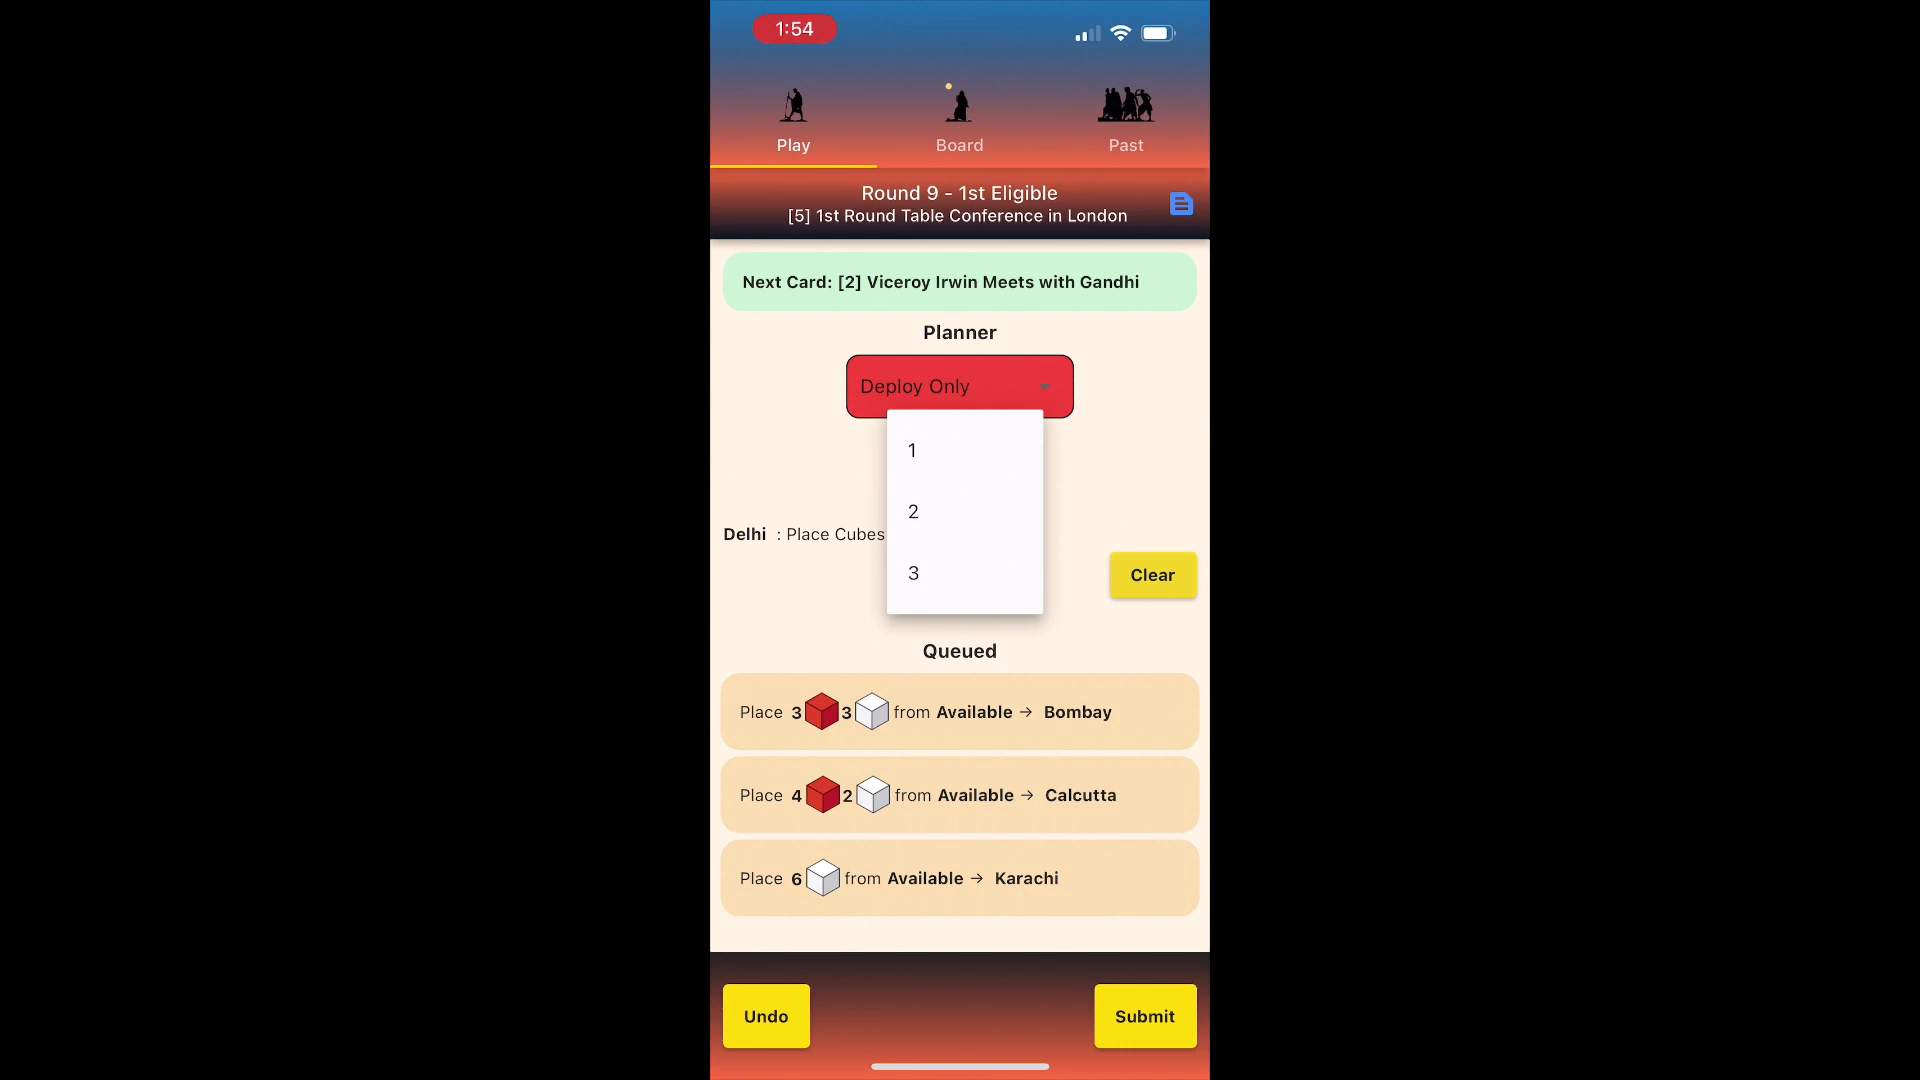 1:54
Play
Board
Past
Round 9 - 1st Eligible
[5] 1st Round Table Conference in London
Next Card: [2] Viceroy Irwin Meets with Gandhi
Planner
Deploy Only
1
2
Delhi : Place Cubes
3
Clear
Queued
Place 3 3 from Available → Bombay
Place 4 2 from Available → Calcutta
Place 6 from Available → Karachi
Undo
Submit